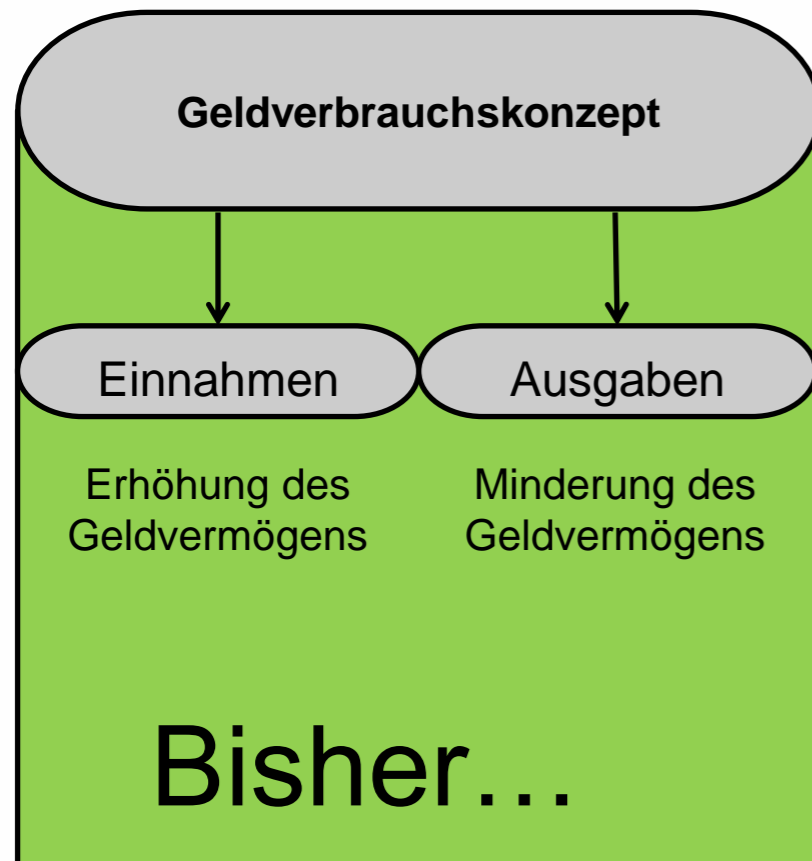 Geldverbrauchskonzept
Einnahmen
Ausgaben
Erhöhung des
Geldvermögens
Minderung des
Geldvermögens
Bisher…